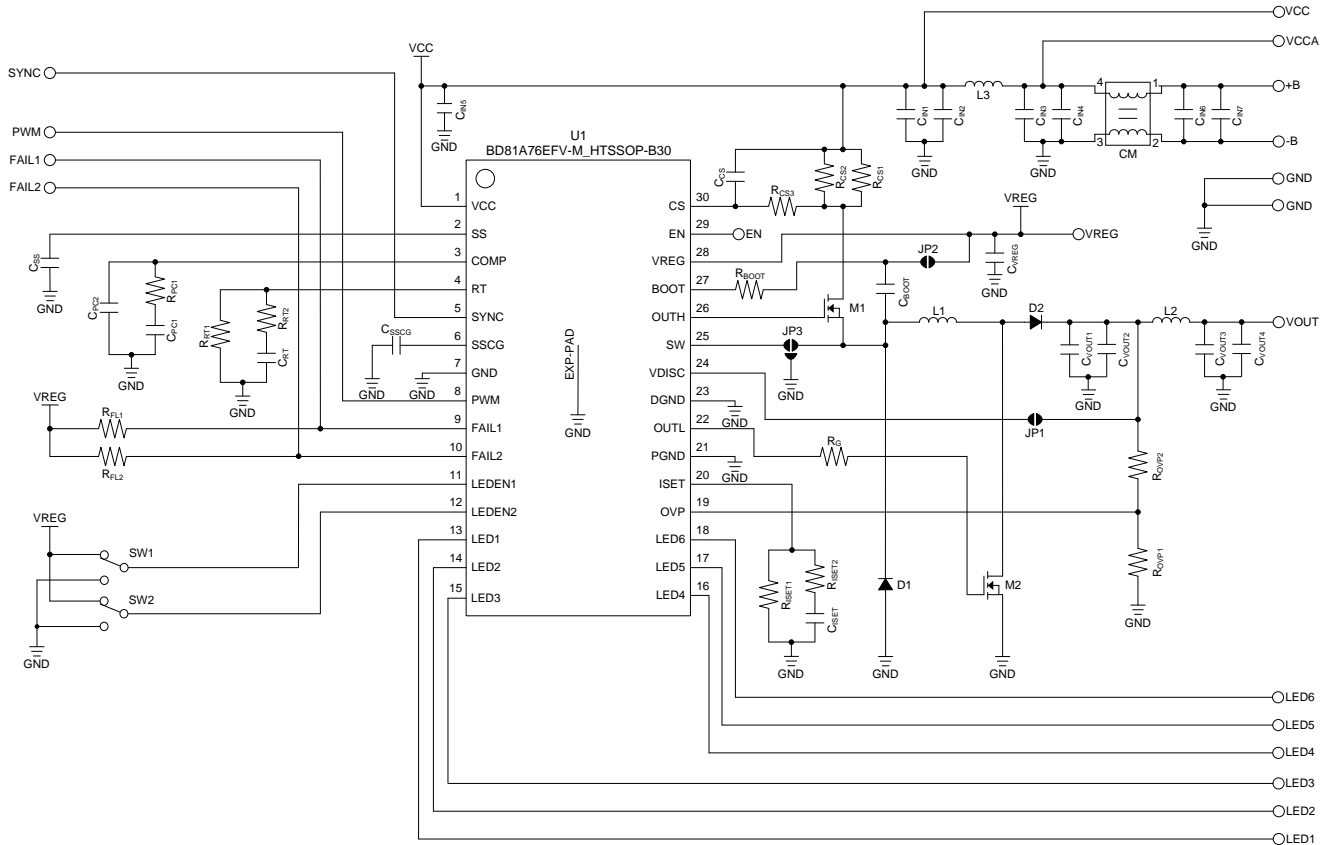 VCC
VCCA
VCC
SYNC
4
1
+B
L3
CIN5
CIN1
CIN2
CIN3
CIN4
CIN6
CIN7
PWM
U1
GND
3
2
-B
BD81A76EFV-M_HTSSOP-B30
CM
FAIL1
GND
GND
GND
CCS
RCS2
RCS1
FAIL2
RCS3
VREG
GND
1
VCC
CS
30
GND
2
SS
EN
29
EN
VREG
GND
3
COMP
VREG
28
JP2
CVREG
CSS
4
RT
BOOT
27
RBOOT
GND
GND
CPC2
RPC1
CPC1
5
SYNC
OUTH
26
CBOOT
M1
RRT1
RRT2
CRT
L1
D2
L2
VOUT
CSSCG
6
SSCG
SW
25
JP3
CVOUT1
CVOUT2
CVOUT3
CVOUT4
EXP-PAD
GND
7
GND
VDISC
24
GND
GND
GND
GND
GND
VREG
GND
8
PWM
DGND
23
GND
RFL1
9
FAIL1
OUTL
22
JP1
GND
RG
10
FAIL2
PGND
21
RFL2
GND
ROVP2
11
LEDEN1
ISET
20
12
LEDEN2
OVP
19
VREG
13
LED1
LED6
18
SW1
14
LED2
LED5
17
RISET1
RISET2
CISET
D1
M2
ROVP1
15
LED3
LED4
16
SW2
GND
GND
GND
GND
GND
LED6
LED5
LED4
LED3
LED2
LED1